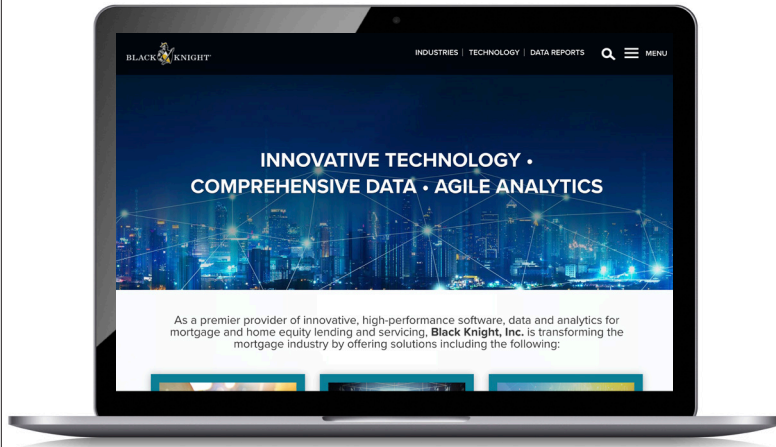 BLACK KNIGHT
INDUSTRIES | TECHNOLOGY | DATA REPORTS MENU
INNOVATIVE TECHNOLOGY •
COMPREHENSIVE DATA • AGILE ANALYTICS
As a premier provider of innovative, high-performance software, data and analytics for
mortgage and home equity lending and servicing, Black Knight, Inc. is transforming the
mortgage industry by offering solutions including the following: